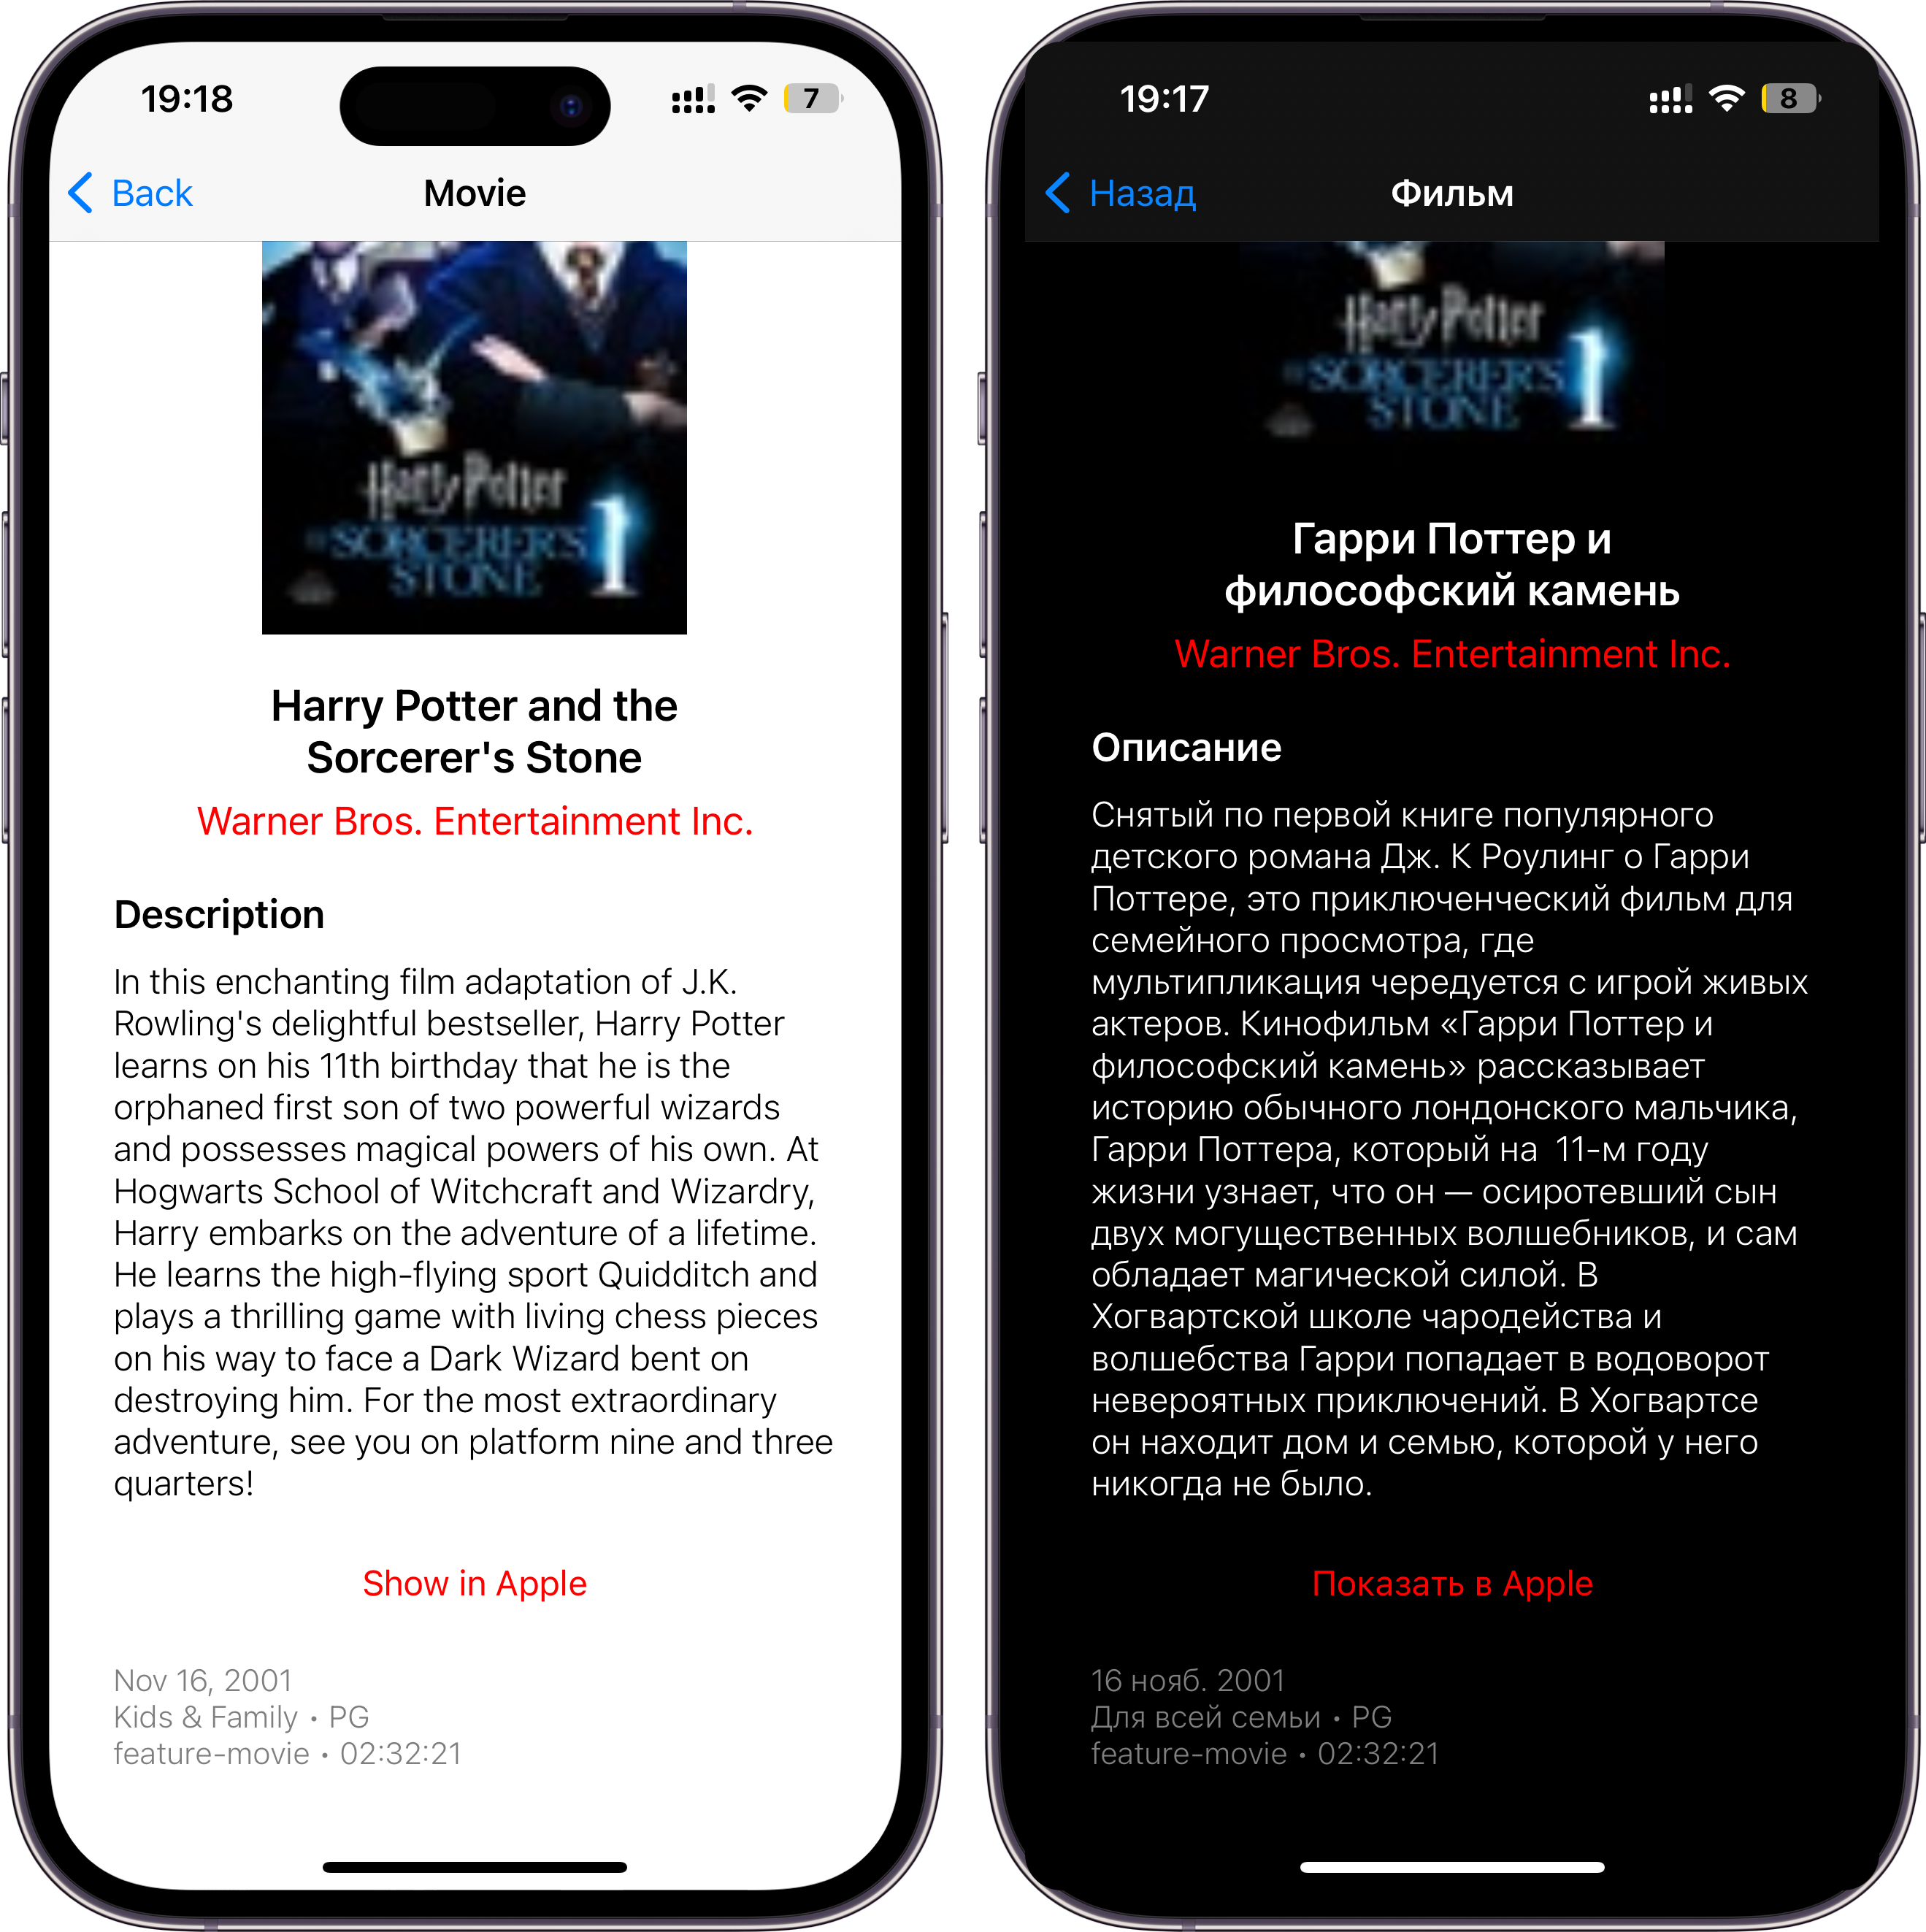 19:18
7
Back
Movie
Harry Potter
SORCERER'S
STONE
1
Harry Potter and the
Sorcerer's Stone
Warner Bros. Entertainment Inc.
Description
In this enchanting film adaptation of J.K.
Rowling's delightful bestseller, Harry Potter
learns on his 11th birthday that he is the
orphaned first son of two powerful wizards
and possesses magical powers of his own. At
Hogwarts School of Witchcraft and Wizardry,
Harry embarks on the adventure of a lifetime.
He learns the high-flying sport Quidditch and
plays a thrilling game with living chess pieces
on his way to face a Dark Wizard bent on
destroying him. For the most extraordinary
adventure, see you on platform nine and three
quarters!
Show in Apple
Nov 16, 2001
Kids & Family • PG
feature-movie • 02:32:21
19:17
8
Назад
Фильм
Harry Potter
SORCERER'S
STONE
1
Гарри Поттер и
философский камень
Warner Bros. Entertainment Inc.
Описание
Снятый по первой книге популярного
детского романа Дж. К Роулинг о Гарри
Поттере, это приключенческий фильм для
семейного просмотра, где
мультипликация чередуется с игрой живых
актеров. Кинофильм «Гарри Поттер и
философский камень» рассказывает
историю обычного лондонского мальчика,
Гарри Поттера, который на  11-м году
жизни узнает, что он — осиротевший сын
двух могущественных волшебников, и сам
обладает магической силой. В
Хогвартской школе чародейства и
волшебства Гарри попадает в водоворот
невероятных приключений. В Хогвартсе
он находит дом и семью, которой у него
никогда не было.
Показать в Apple
16 нояб. 2001
Для всей семьи • PG
feature-movie • 02:32:21